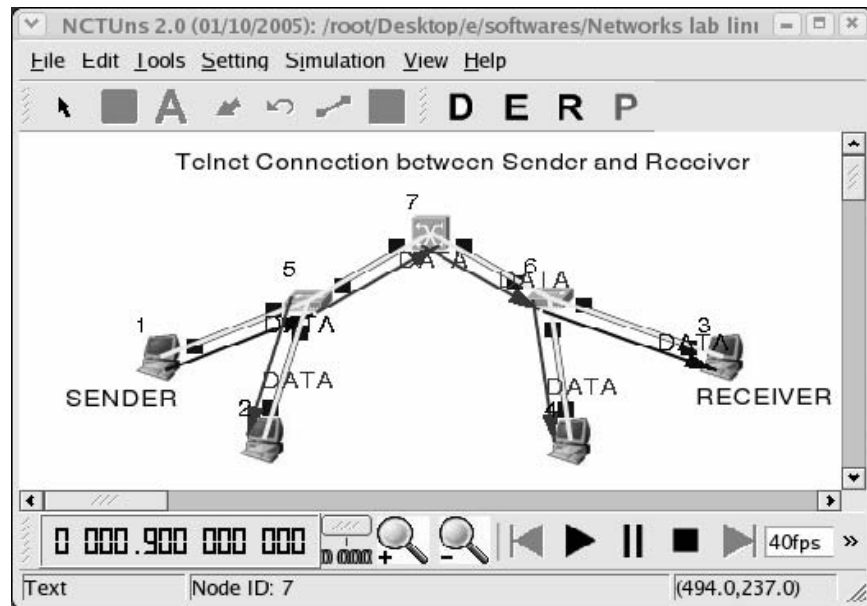 NCTUns 2.0 (01/10/2005): /root/Desktop/e/softwares/Networks lab linu
File Edit Tools Setting Simulation View Help
A D E R P
Telnet Connection between Sender and Receiver
7
DATA
5
6
DATA
1
DATA
3
DATA
SENDER
2
DATA
4
DATA
RECEIVER
0 000.900 000 000
+
-
40fps »
Text
Node ID: 7
(494.0,237.0)